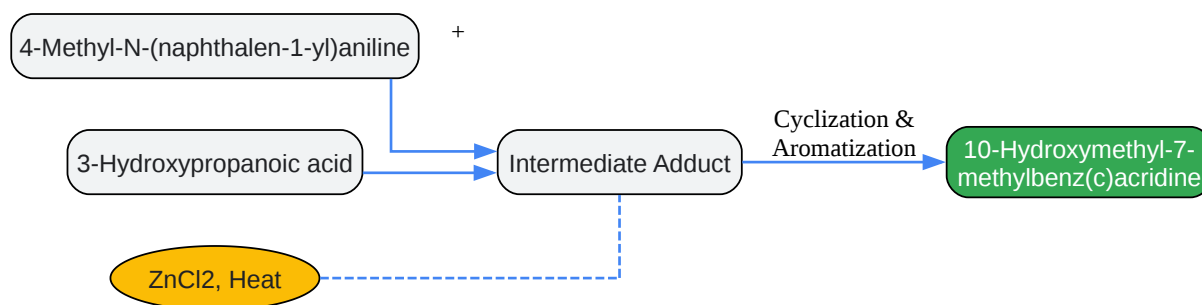 4-Methyl-N-(naphthalen-1-yl)aniline
+
3-Hydroxypropanoic acid
Intermediate Adduct
Cyclization &
Aromatization
10-Hydroxymethyl-7-
methylbenz(c)acridine
ZnCl2, Heat